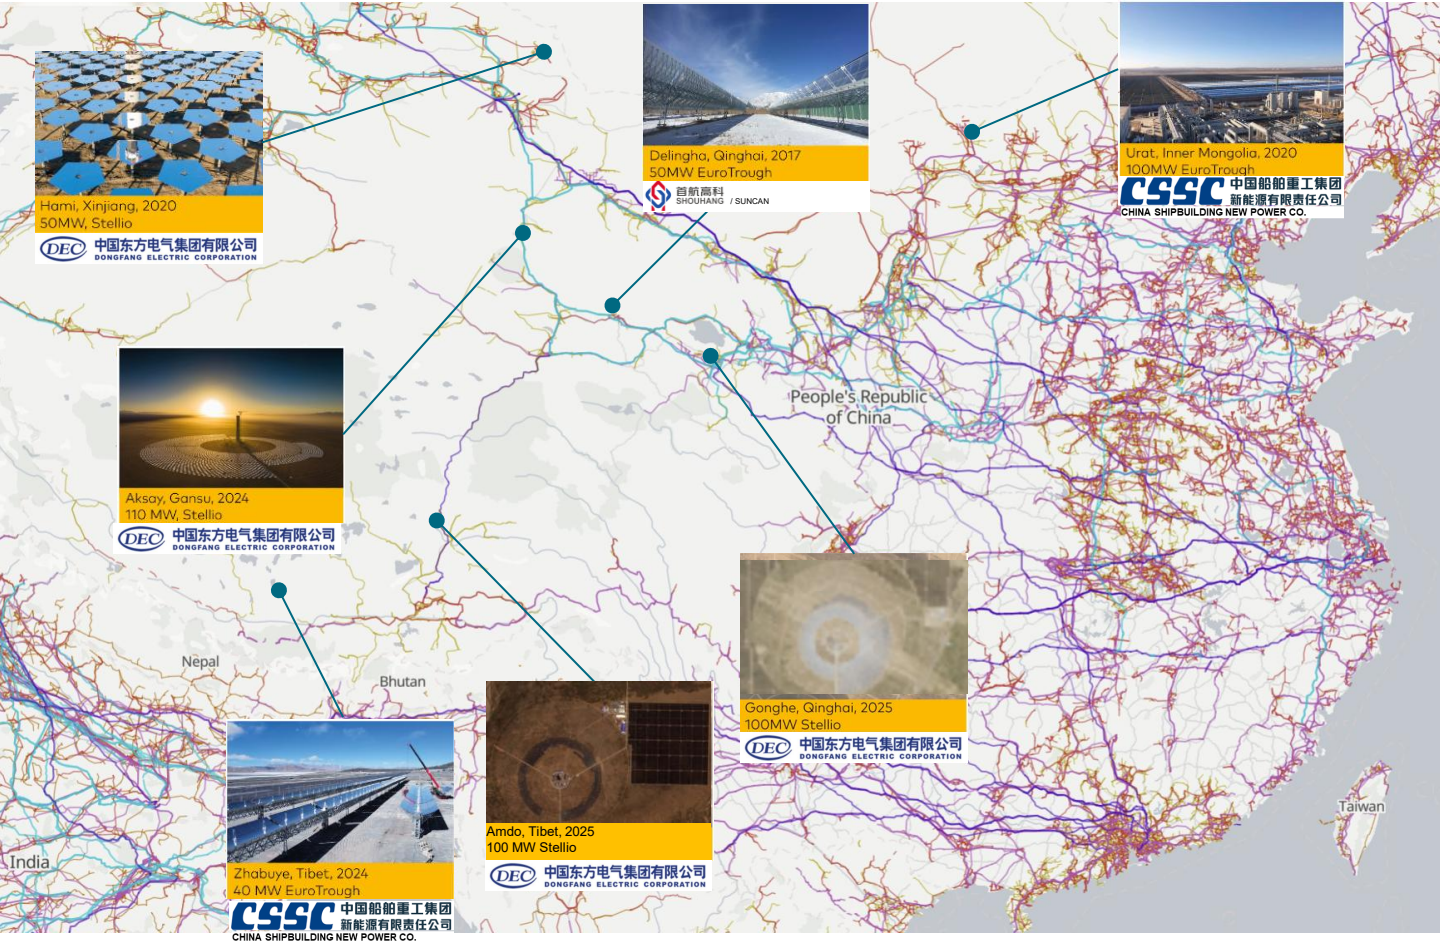 Hami, Xinjiang, 2020
50MW, Stellio
DEC 中国东方电气集团有限公司
DONGFANG ELECTRIC CORPORATION
Delingha, Qinghai, 2017
50MW EuroTrough
首航高科
SHOUHANG / SUNCAN
Urat, Inner Mongolia, 2020
100MW EuroTrough
CSSC 中国船舶重工集团
新能源有限责任公司
CHINA SHIPBUILDING NEW POWER CO.
Aksay, Gansu, 2024
110 MW, Stellio
DEC 中国东方电气集团有限公司
DONGFANG ELECTRIC CORPORATION
People's Republic
of China
Nepal
Bhutan
Gonghe, Qinghai, 2025
100MW Stellio
DEC 中国东方电气集团有限公司
DONGFANG ELECTRIC CORPORATION
Amdo, Tibet, 2025
100 MW Stellio
DEC 中国东方电气集团有限公司
DONGFANG ELECTRIC CORPORATION
Taiwan
India
Zhabuye, Tibet, 2024
40 MW EuroTrough
CSSC 中国船舶重工集团
新能源有限责任公司
CHINA SHIPBUILDING NEW POWER CO.